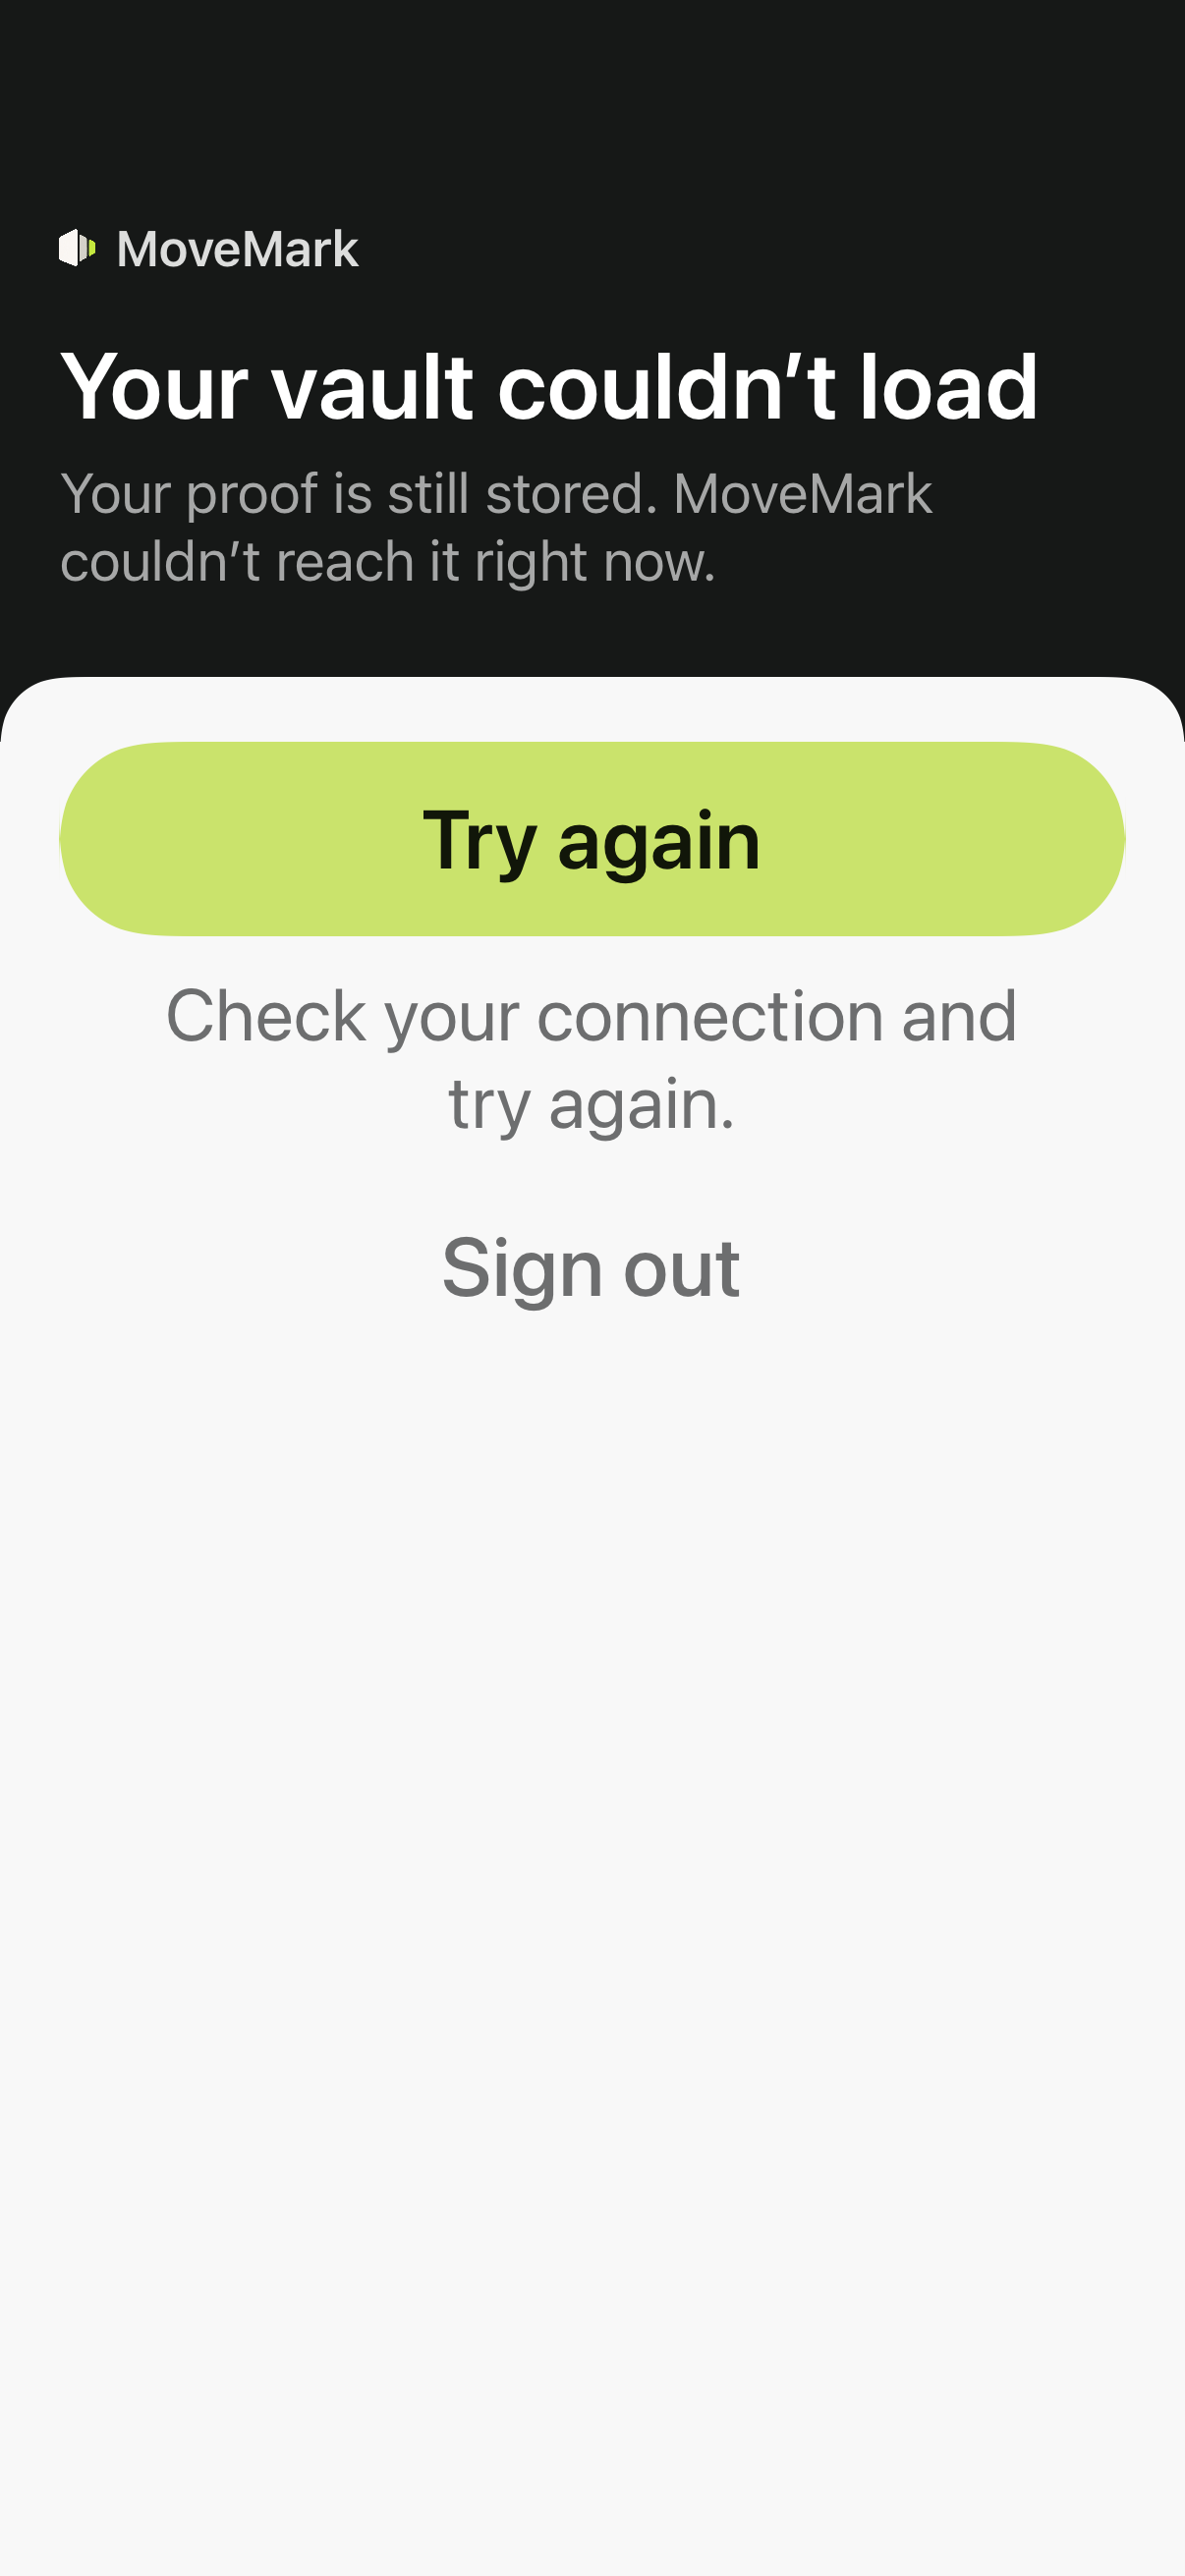 MoveMark
Your vault couldn’t load
Your proof is still stored. MoveMark
couldn’t reach it right now.
Try again
Check your connection and
try again.
Sign out